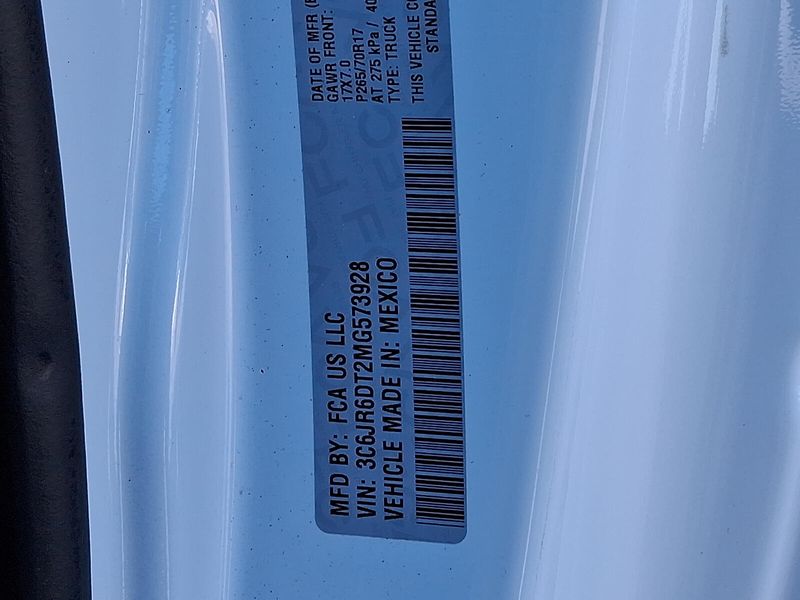 MFD BY: FCA US LLC
VIN: 3C6JR6DT2MG573928
VEHICLE MADE IN: MEXICO
DATE OF MFR
GAWR FRONT:
17X7.0
P265/70R17
AT 275 kPa / 40
TYPE: TRUCK
THIS VEHICLE